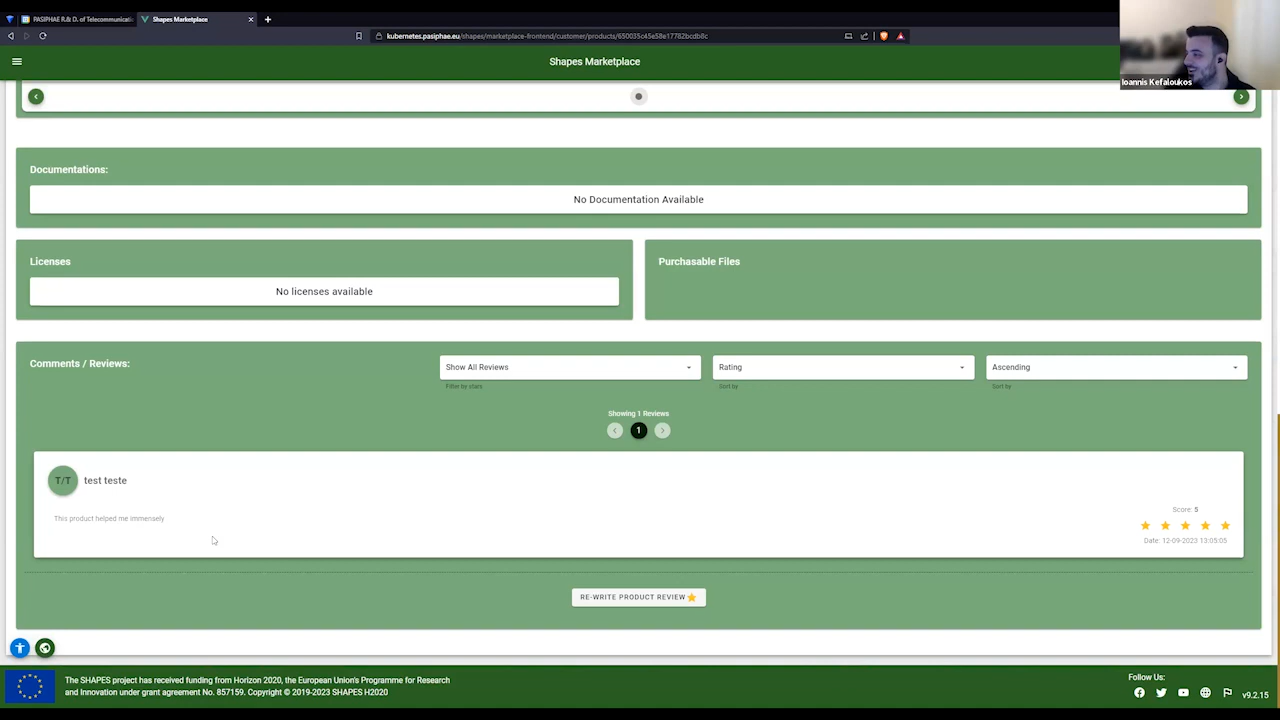 PASIPHAE R.& D. of Telecommunicati
Shapes Marketplace
kubernetes.pasiphae.eu/shapes/marketplace-frontend/customer/products/650035c45e58e17782bcdb8c
Shapes Marketplace
Ioannis Kefaloukos
Documentations:
No Documentation Available
Licenses
Purchasable Files
No licenses available
Comments / Reviews:
Show All Reviews
Rating
Ascending
Filter by stars
Sort by
Sort by
Showing 1 Reviews
1
T/T
test teste
This product helped me immensely
Score: 5
Date: 12-09-2023 13:05:05
RE-WRITE PRODUCT REVIEW
The SHAPES project has received funding from Horizon 2020, the European Union's Programme for Research
and Innovation under grant agreement No. 857159. Copyright © 2019-2023 SHAPES H2020
Follow Us:
v9.2.15